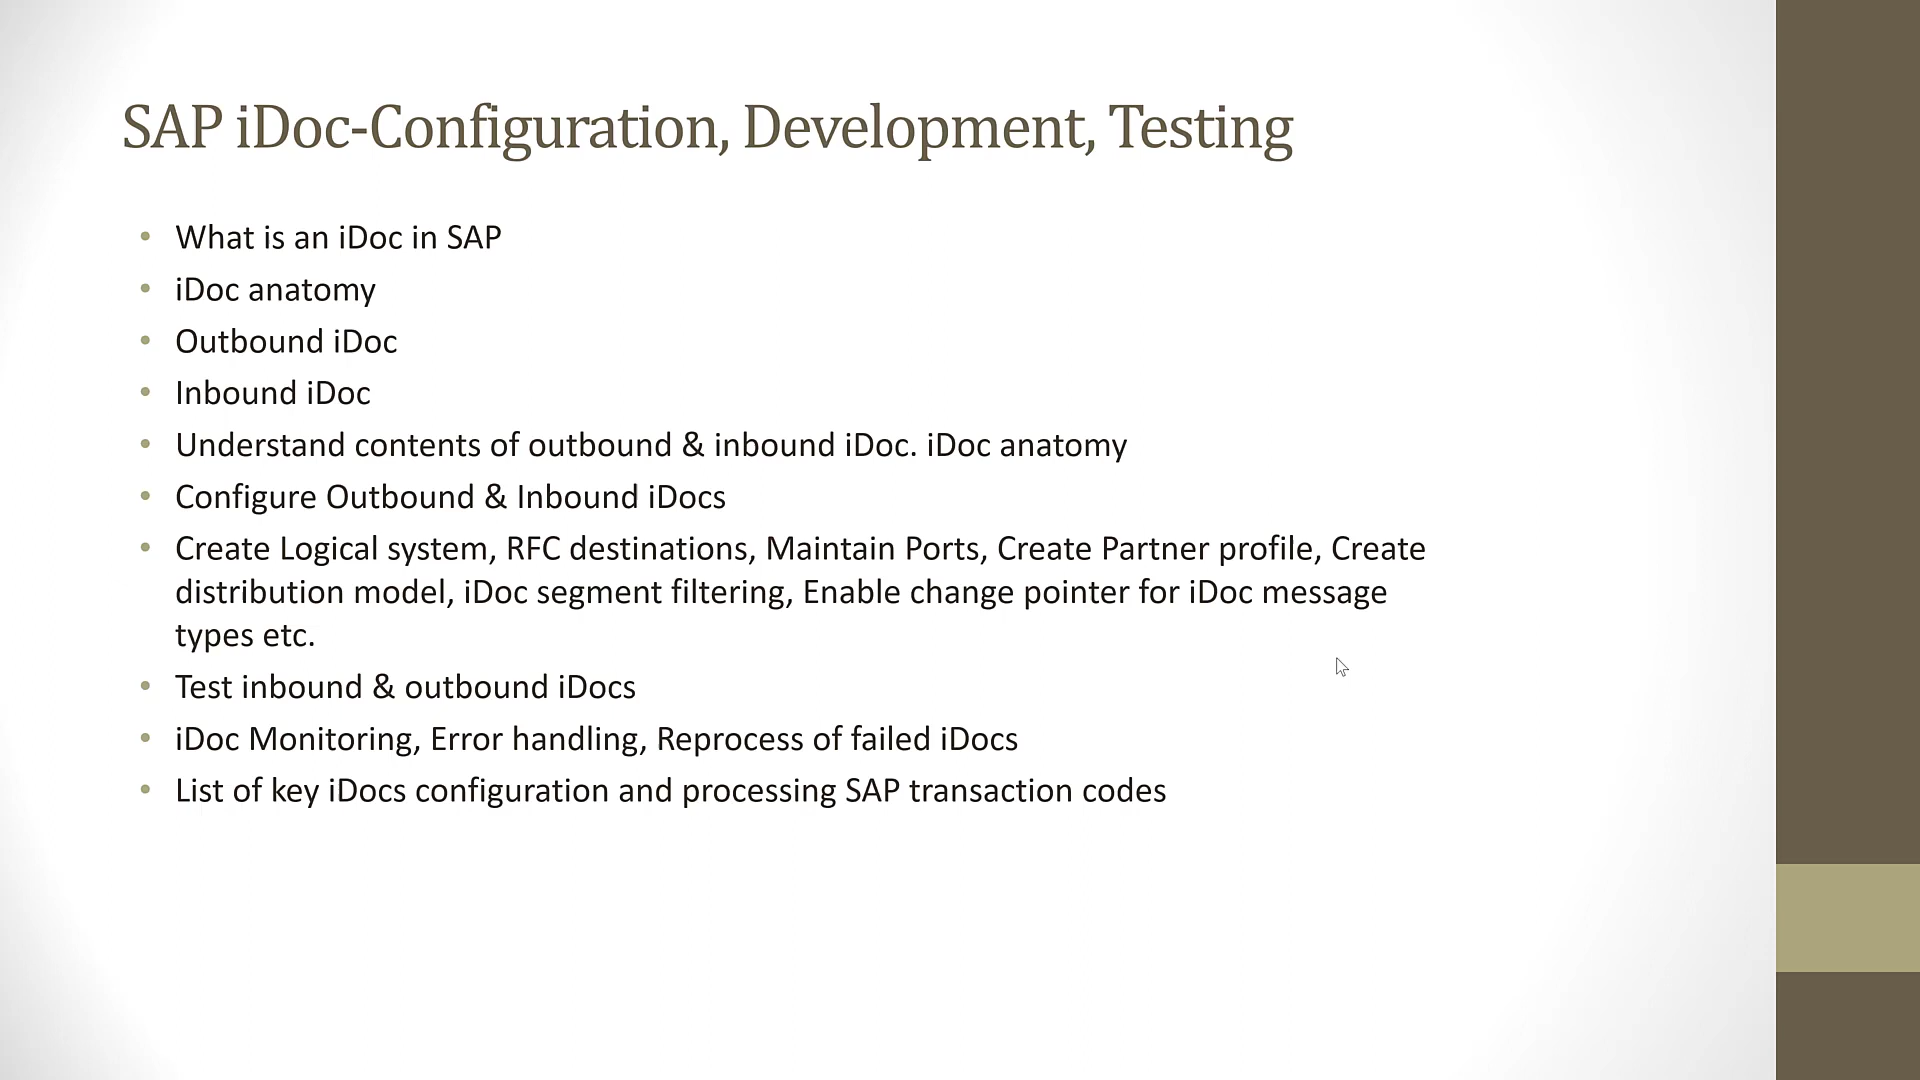 SAP iDoc-Configuration, Development, Testing
• What is an iDoc in SAP
• iDoc anatomy
• Outbound iDoc
• Inbound iDoc
• Understand contents of outbound & inbound iDoc. iDoc anatomy
• Configure Outbound & Inbound iDocs
• Create Logical system, RFC destinations, Maintain Ports, Create Partner profile, Create
distribution model, iDoc segment filtering, Enable change pointer for iDoc message
types etc.
• Test inbound & outbound iDocs
• iDoc Monitoring, Error handling, Reprocess of failed iDocs
• List of key iDocs configuration and processing SAP transaction codes